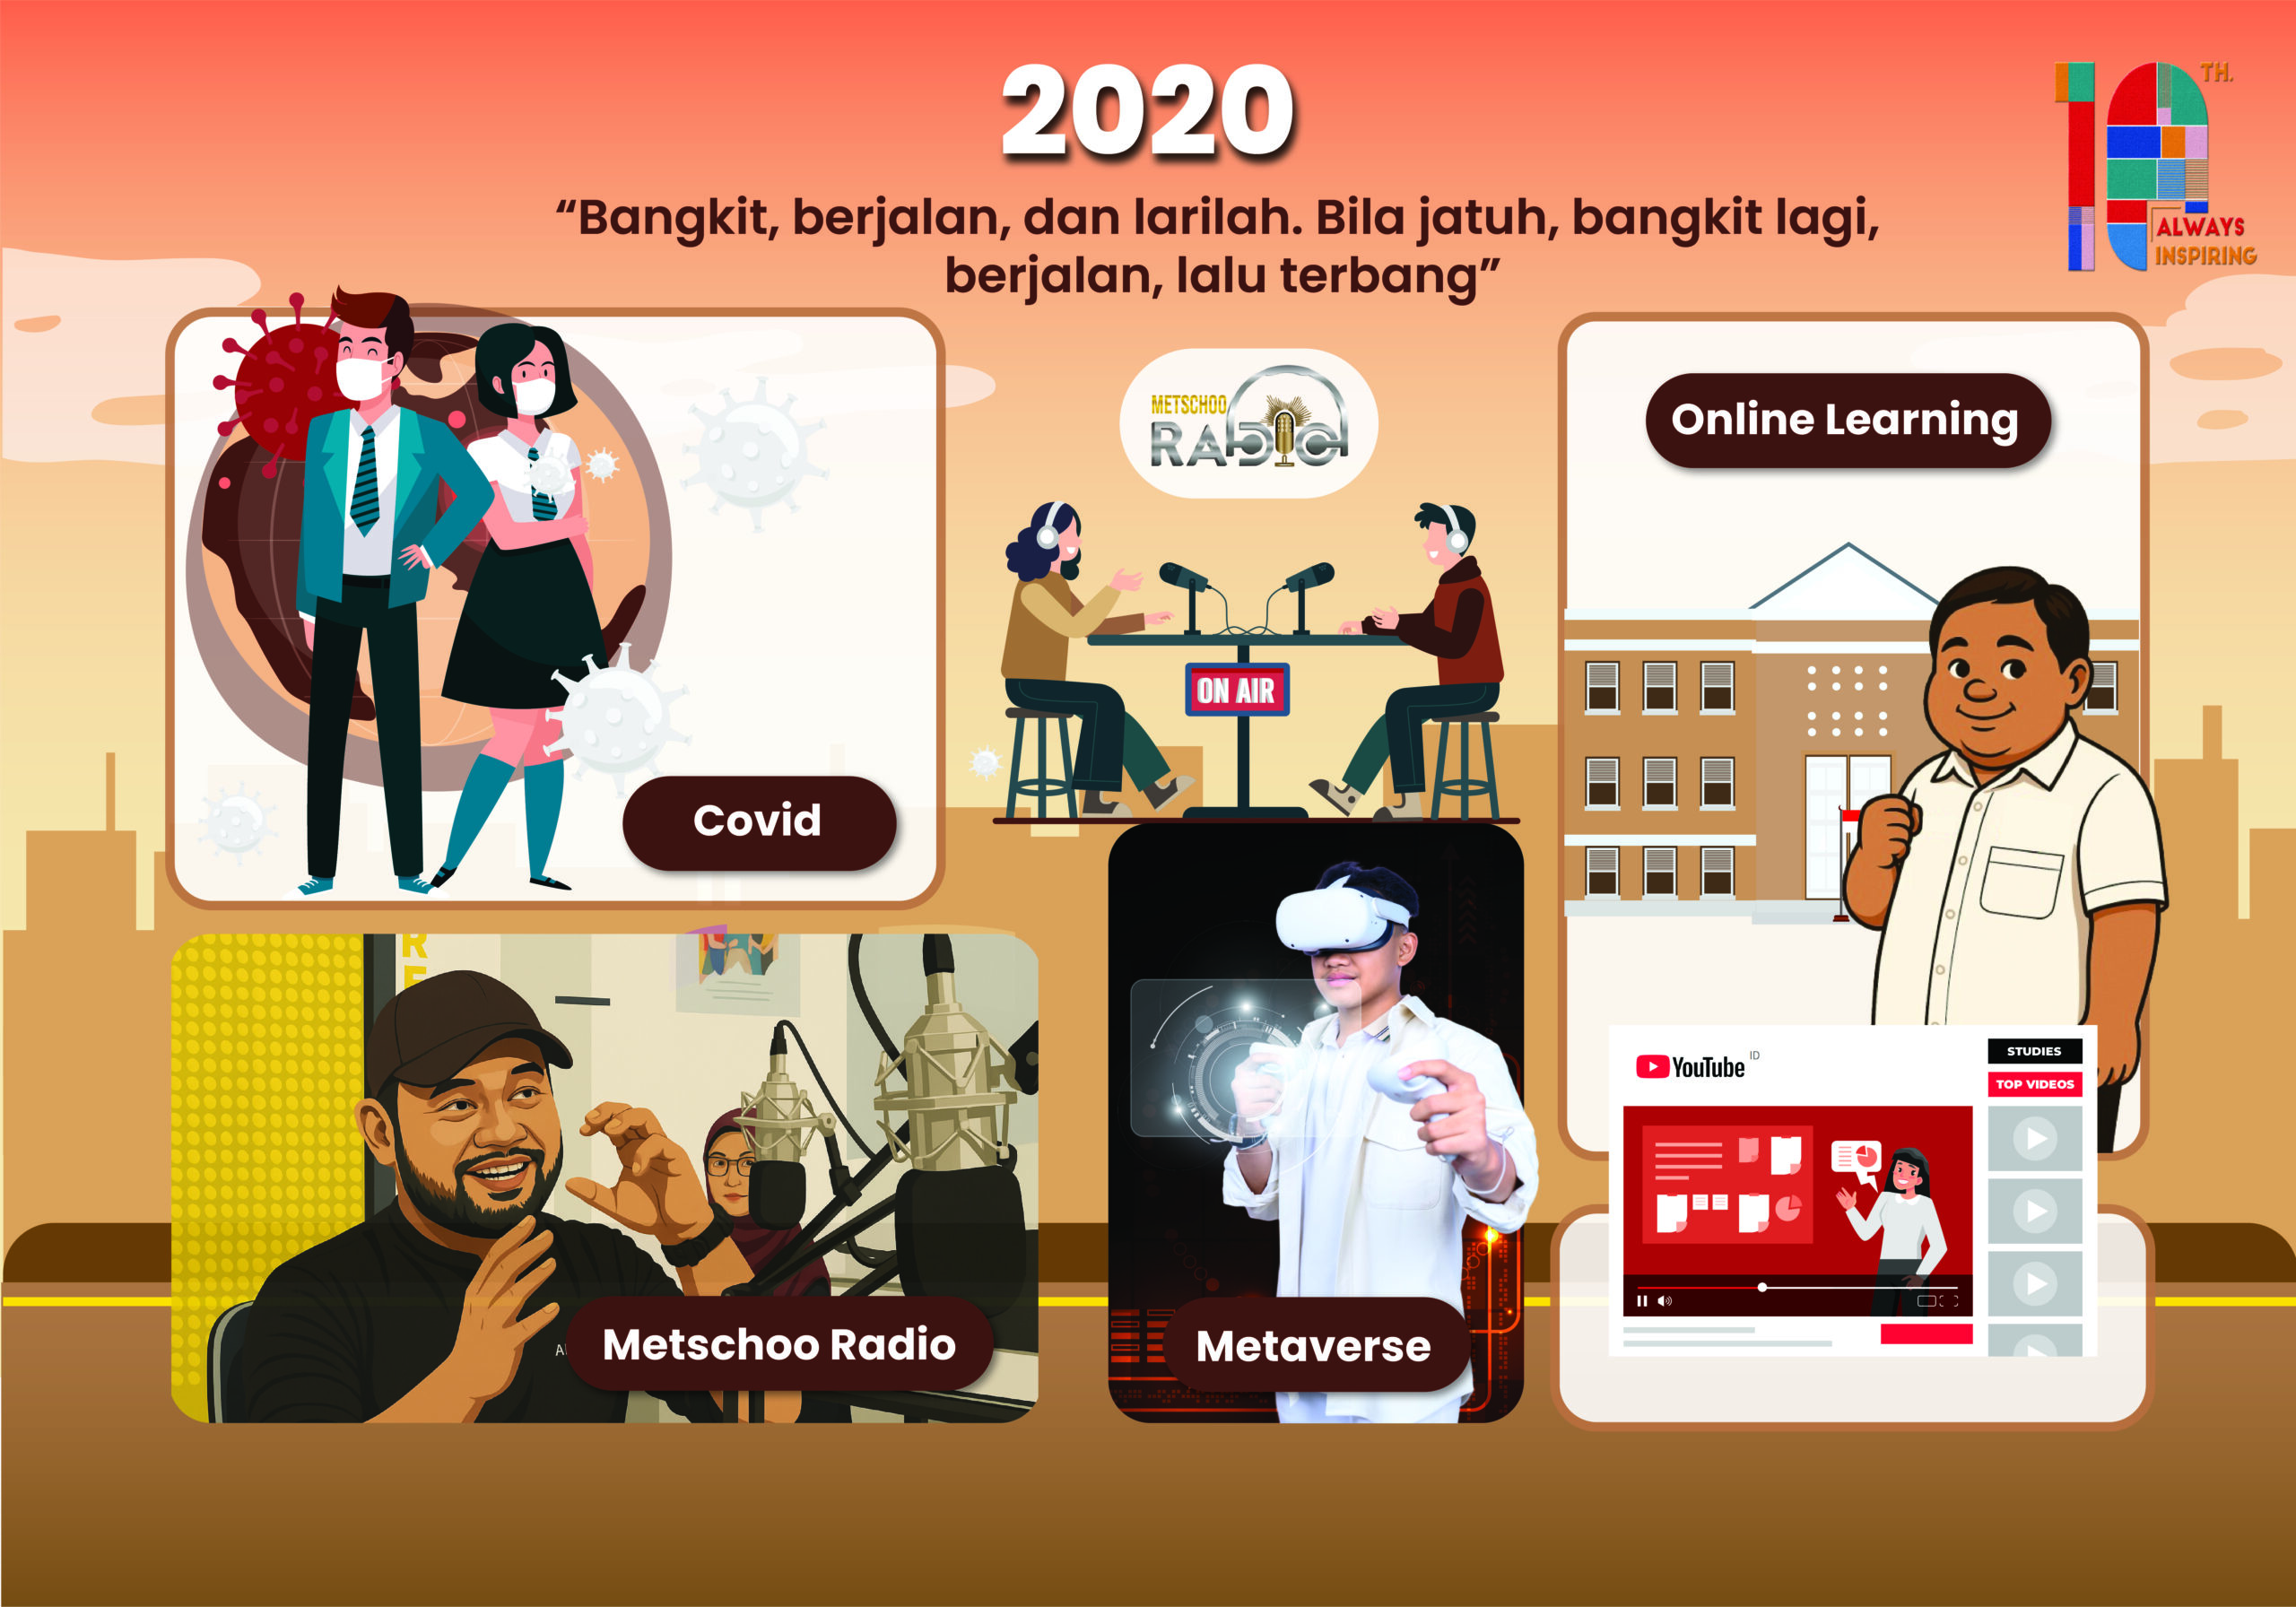 2020
TH.
ALWAYS
INSPIRING
“Bangkit, berjalan, dan larilah. Bila jatuh, bangkit lagi,
berjalan, lalu terbang”
METSCHOO
RADIO
Online Learning
ON AIR
Covid
R
E
Metschoo Radio
Metaverse
YouTube ID
STUDIES
TOP VIDEOS